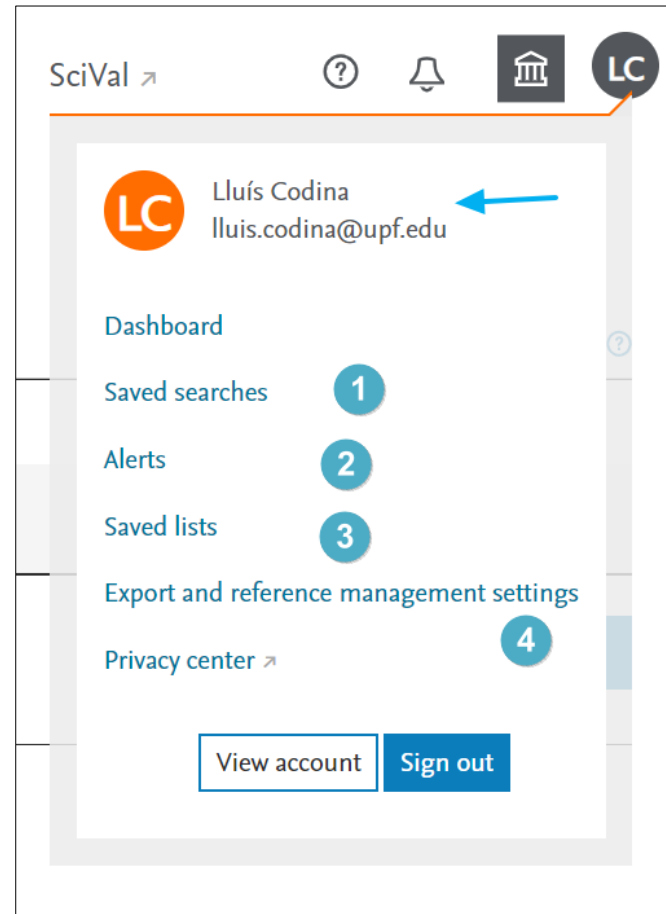 SciVal ↗ ? LC
LC Lluís Codina
lluis.codina@upf.edu
Dashboard
?
Saved searches 1
Alerts 2
Saved lists 3
Export and reference management settings
4
Privacy center ↗
View account Sign out